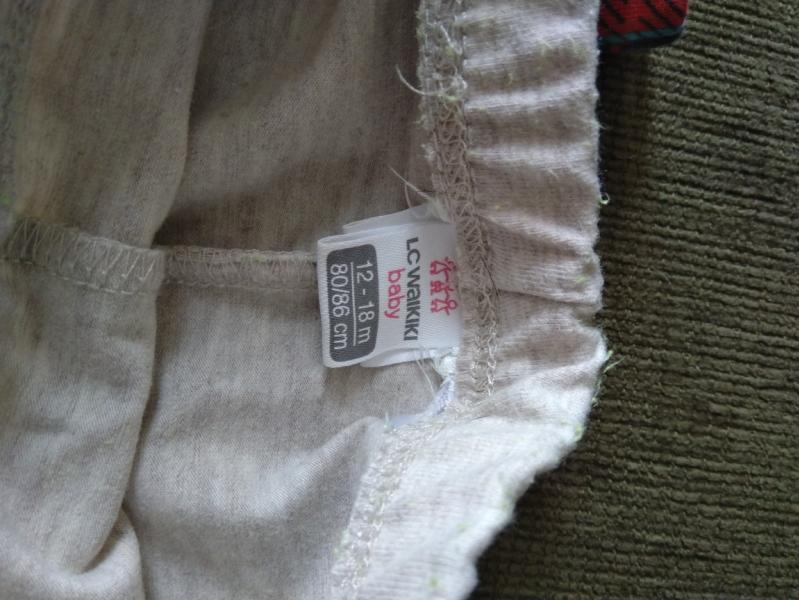 LC WAIKIKI
baby
12 - 18 m
80/86 cm